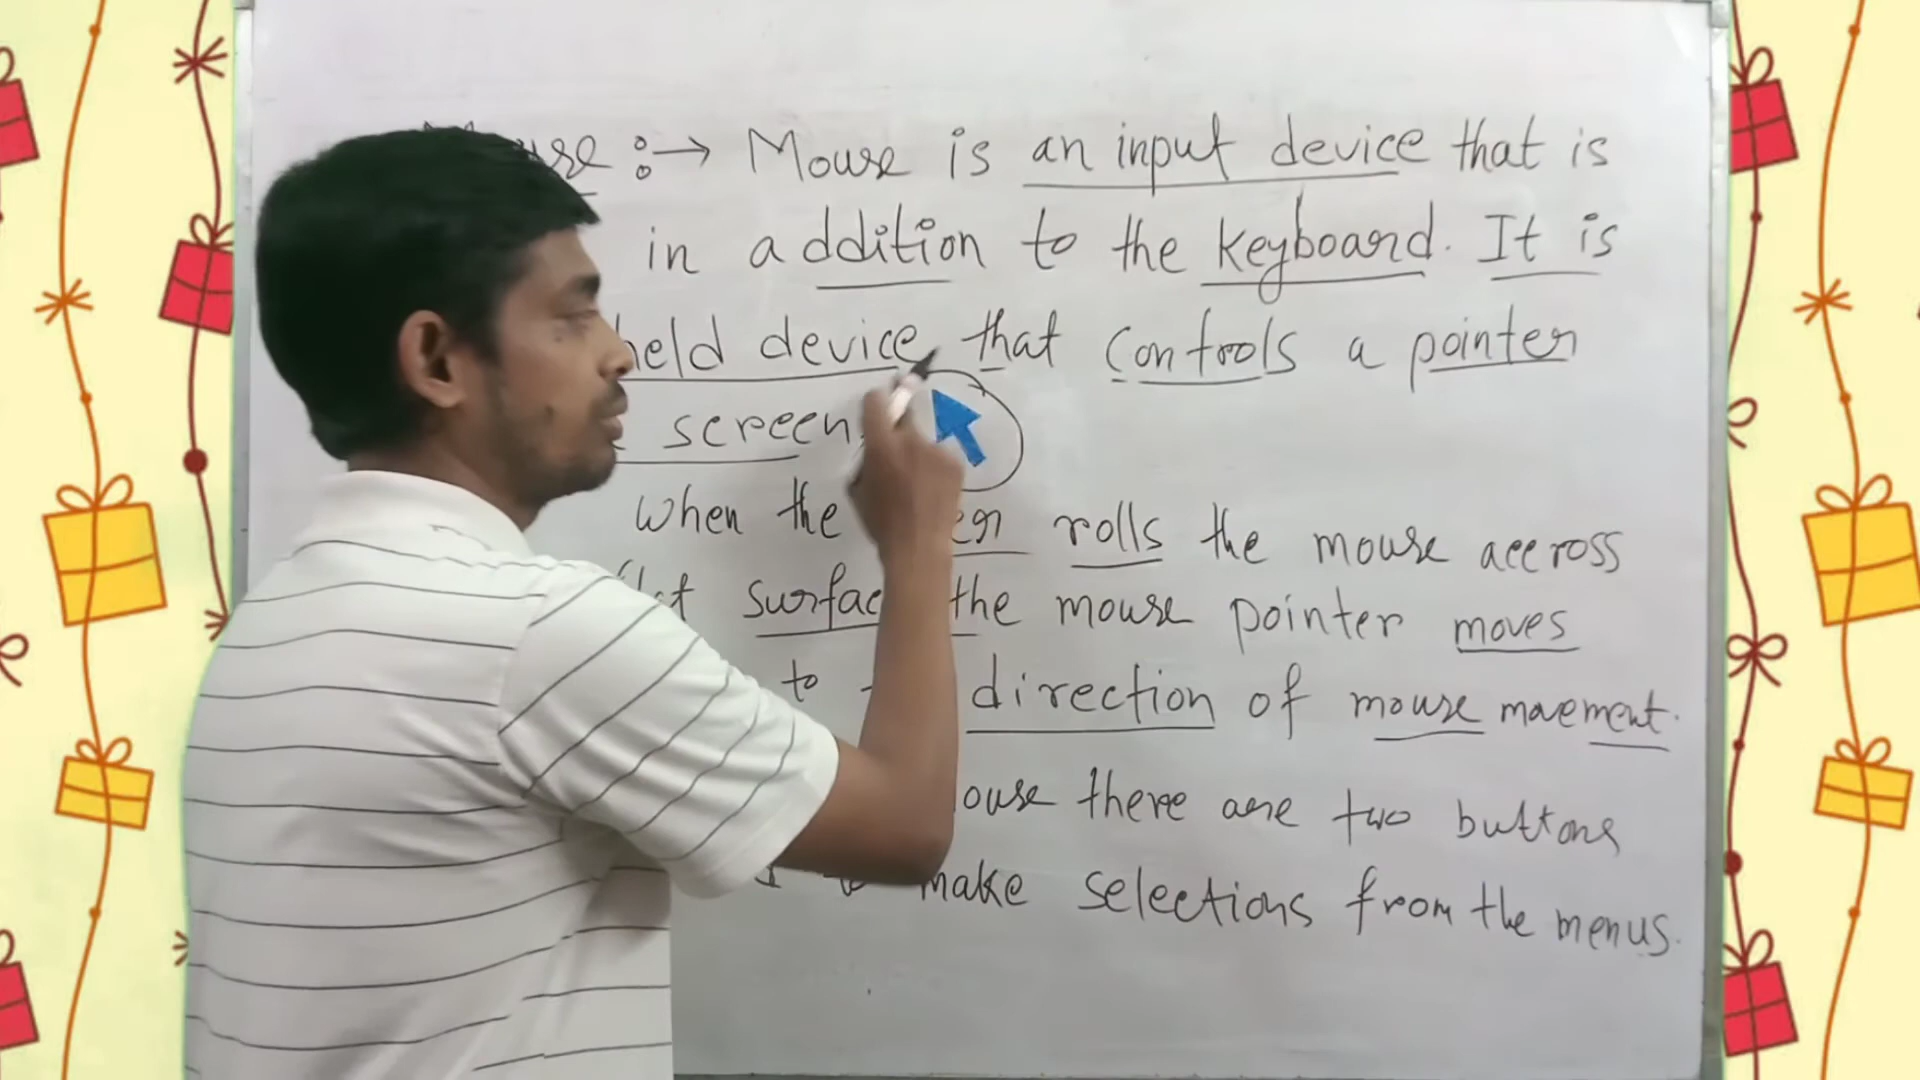 :→ Mouse is an input device that is
in addition to the keyboard. It is
held device that controls a pointer
screen.
When the rolls the mouse accross
surface the mouse pointer moves
to direction of mouse movement.
there are two buttons
make selections from the menus.